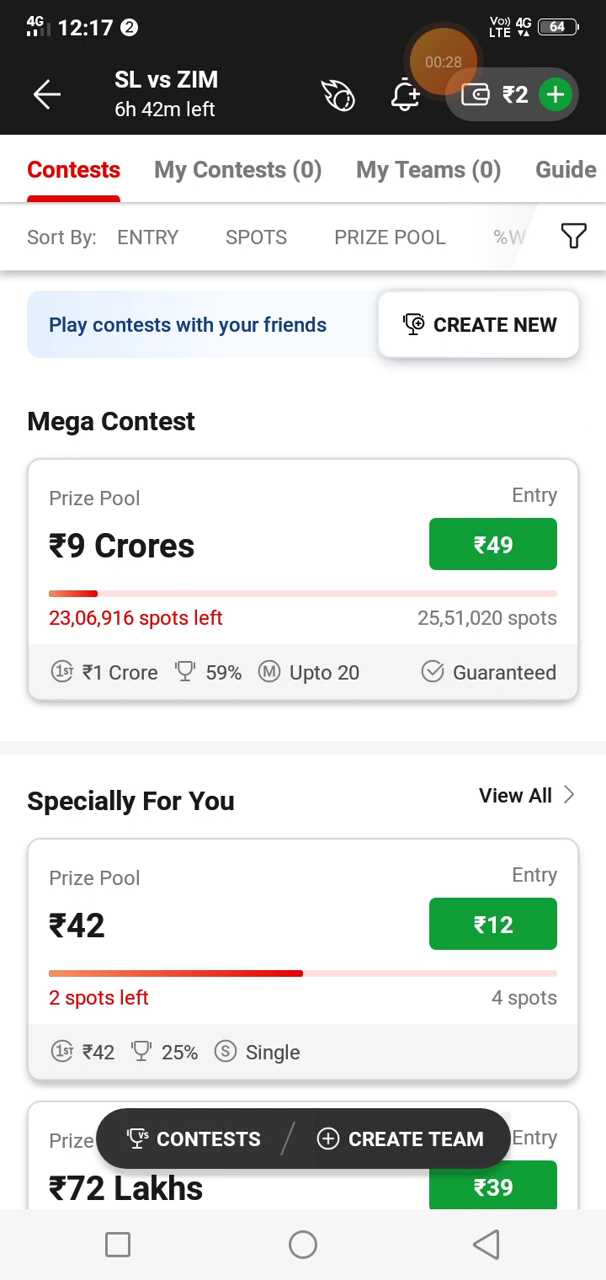 4G 12:17 2 Vo) LTE 4G 64
00:28
SL vs ZIM
6h 42m left
₹2 +
Contests My Contests (0) My Teams (0) Guide
Sort By: ENTRY SPOTS PRIZE POOL %W
Play contests with your friends CREATE NEW
Mega Contest
Prize Pool Entry
₹9 Crores ₹49
23,06,916 spots left 25,51,020 spots
1ST ₹1 Crore 59% M Upto 20 Guaranteed
Specially For You View All
Prize Pool Entry
₹42 ₹12
2 spots left 4 spots
1ST ₹42 25% S Single
Prize Entry
VS CONTESTS CREATE TEAM
₹72 Lakhs ₹39